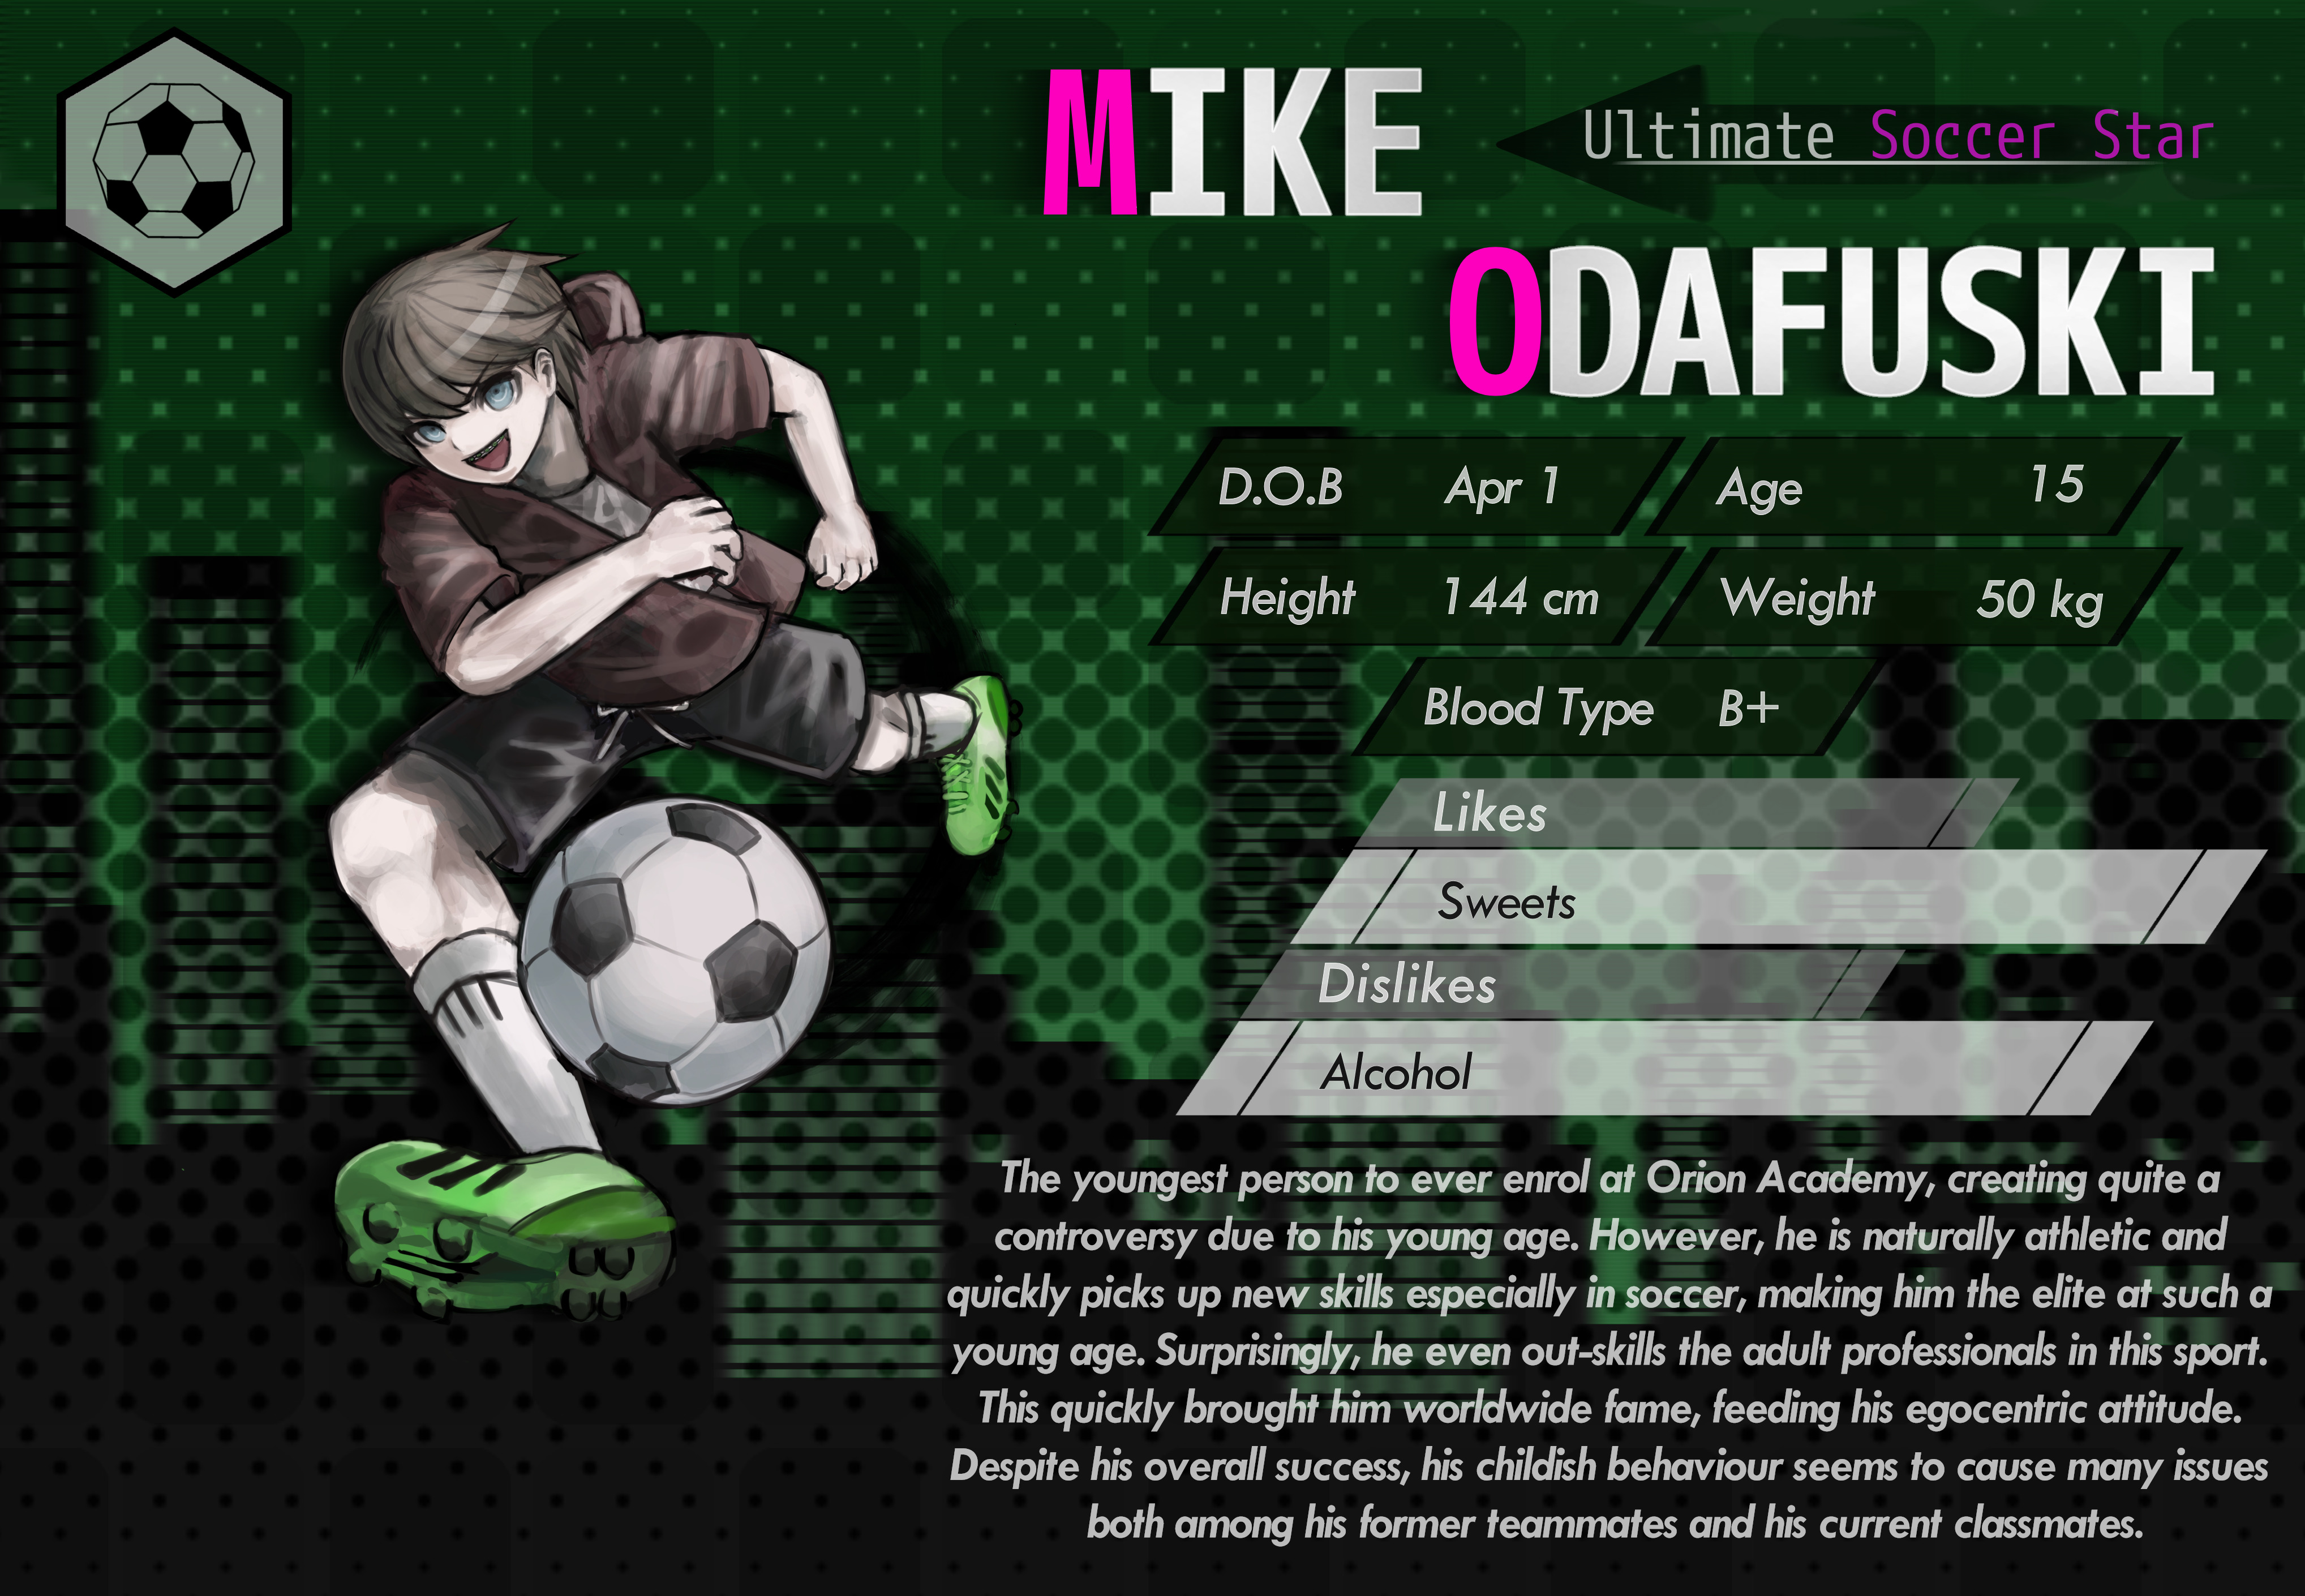 MIKE
Ultimate Soccer Star
ODAFUSKI
D.O.B Apr 1
Age 15
Height 144 cm
Weight 50 kg
Blood Type B+
Likes
Sweets
Dislikes
Alcohol
The youngest person to ever enrol at Orion Academy, creating quite a
controversy due to his young age. However, he is naturally athletic and
quickly picks up new skills especially in soccer, making him the elite at such a
young age. Surprisingly, he even out-skills the adult professionals in this sport.
This quickly brought him worldwide fame, feeding his egocentric attitude.
Despite his overall success, his childish behaviour seems to cause many issues
both among his former teammates and his current classmates.